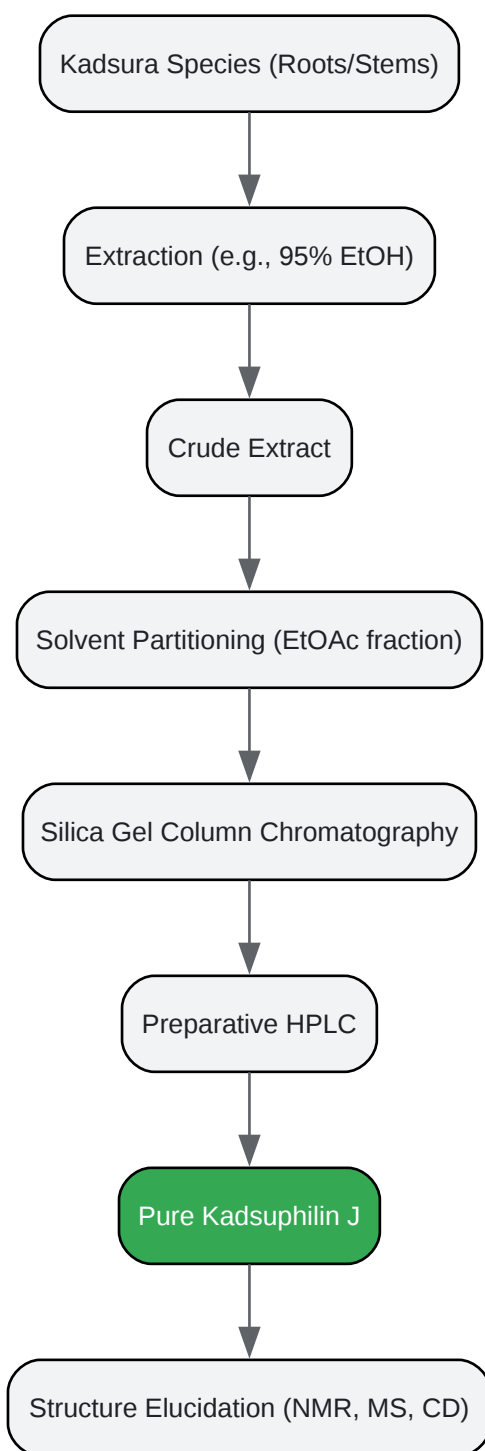 Kadsura Species (Roots/Stems)
Extraction (e.g., 95% EtOH)
Crude Extract
Solvent Partitioning (EtOAc fraction)
Silica Gel Column Chromatography
Preparative HPLC
Pure Kadsuphilin J
Structure Elucidation (NMR, MS, CD)